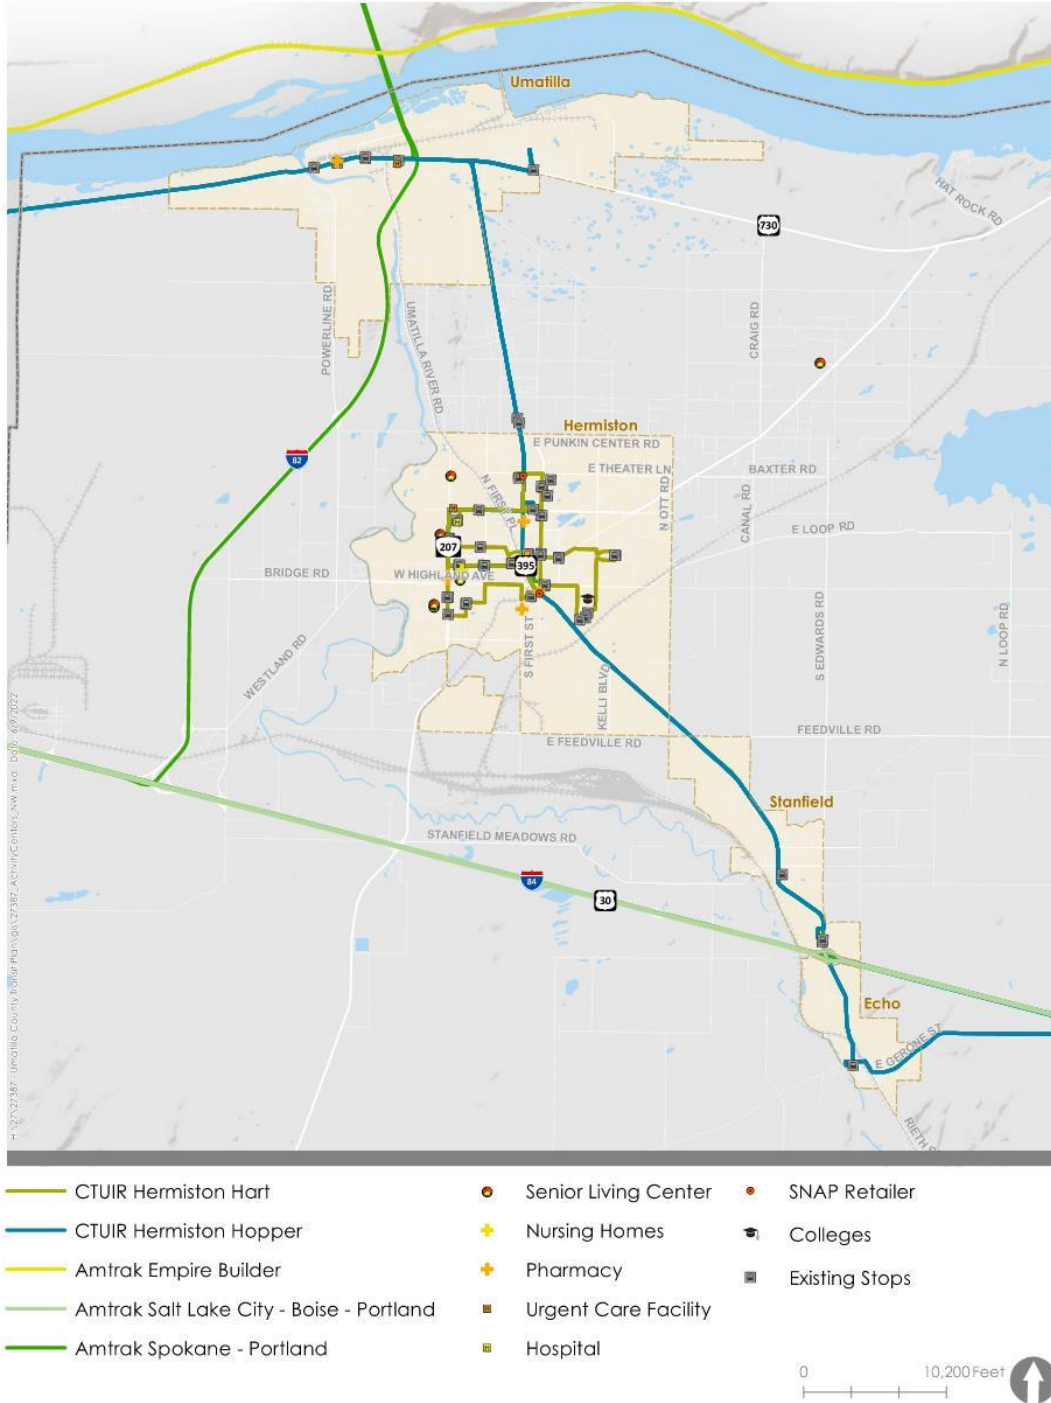 Umatilla
HAT ROCK RD
730
POWERLINE RD
UMATILLA RIVER RD
CRAIG RD
Hermiston
E PUNKIN CENTER RD
82
E THEATER LN
BAXTER RD
N FIRST PL
N OTT RD
CANAL RD
E LOOP RD
207
395
BRIDGE RD
W HIGHLAND AVE
WESTLAND RD
S FIRST ST
KELLI BLVD
S EDWARDS RD
N LOOP RD
E FEEDVILLE RD
FEEDVILLE RD
Stanfield
STANFIELD MEADOWS RD
84
30
Echo
E GERONE ST
RIETH R
CTUIR Hermiston Hart
CTUIR Hermiston Hopper
Amtrak Empire Builder
Amtrak Salt Lake City - Boise - Portland
Amtrak Spokane - Portland
Senior Living Center
Nursing Homes
Pharmacy
Urgent Care Facility
Hospital
SNAP Retailer
Colleges
Existing Stops
0 10,200 Feet